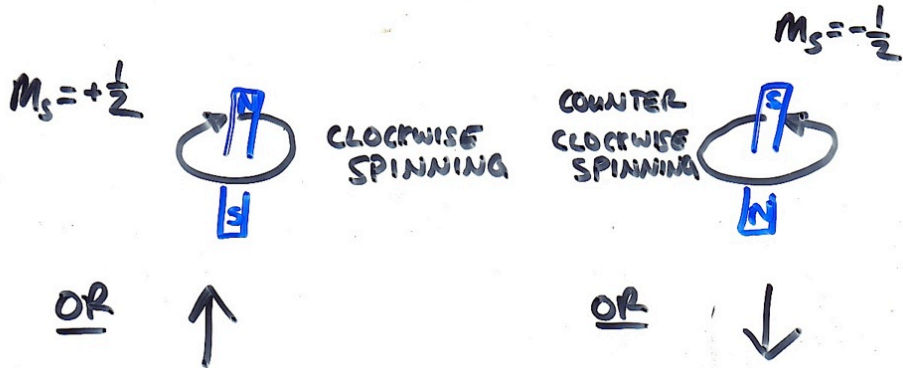 Ms=-1/2
Ms=+1/2
N
S
CLOCKWISE
SPINNING
COUNTER
CLOCKWISE
SPINNING
S
N
OR
OR